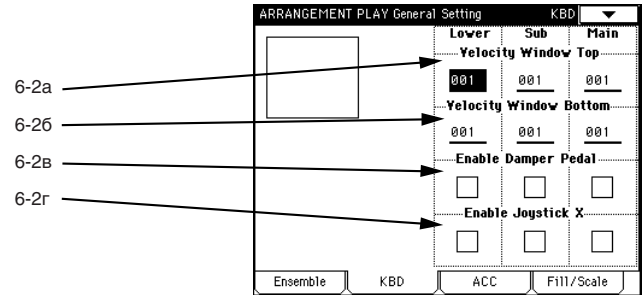 ARRANGEMENT PLAY General Setting KBD
Lower Sub Main
Velocity Window Top
6-2а 001 001 001
Velocity Window Bottom
6-2б 001 001 001
Enable Damper Pedal
6-2в
Enable Joystick X
6-2г
Ensemble KBD ACC Fill/Scale